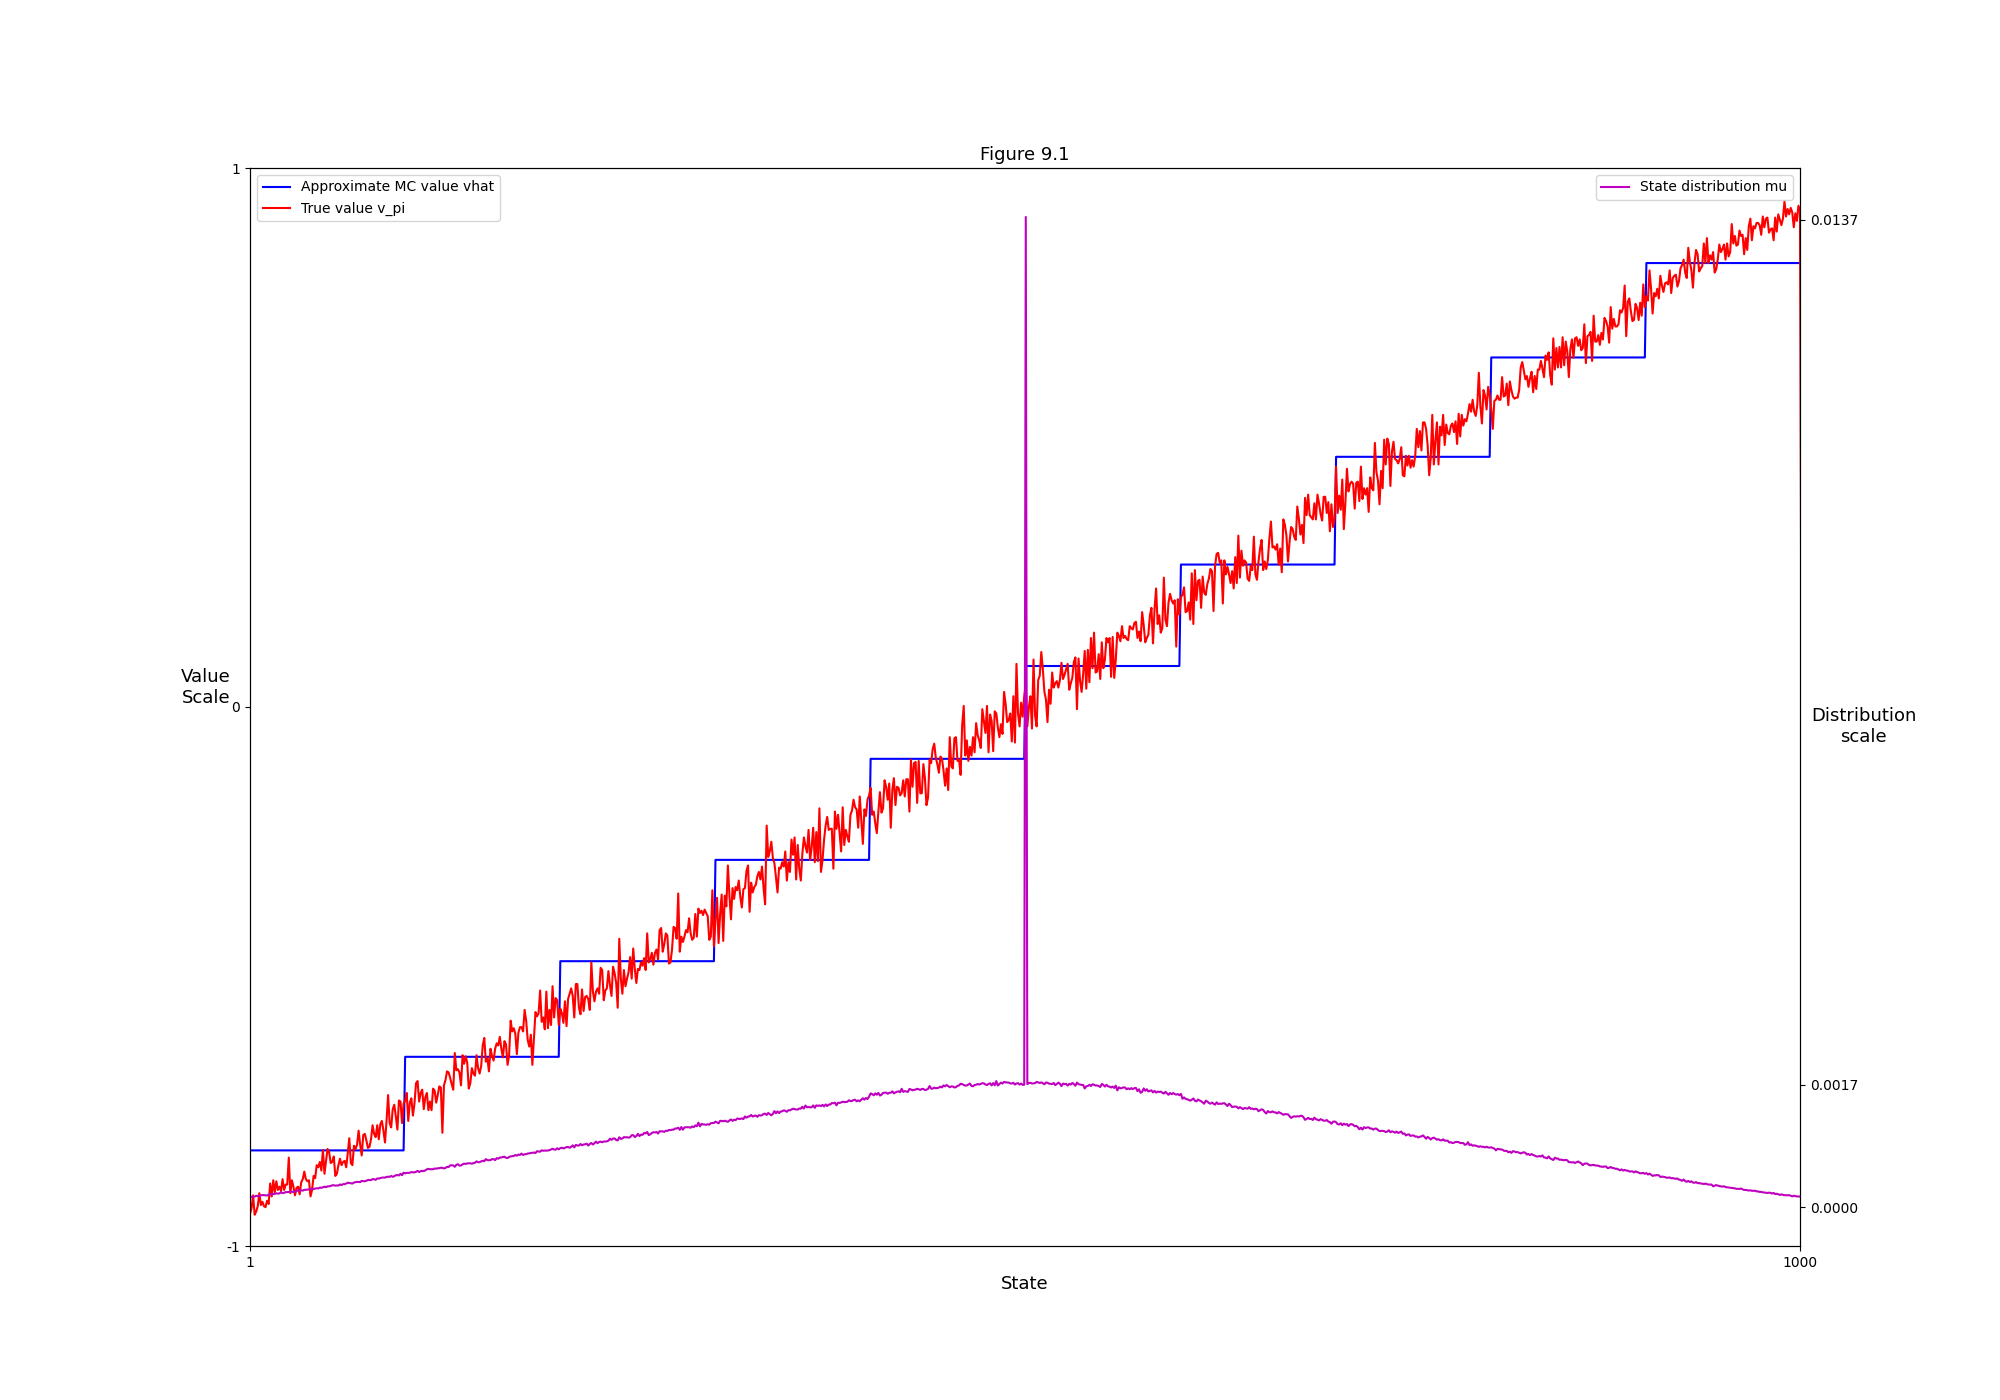 Figure 9.1
1
Approximate MC value vhat
True value v_pi
State distribution mu
0.0137
Value
Scale
0
Distribution
scale
0.0017
0.0000
-1
1
1000
State